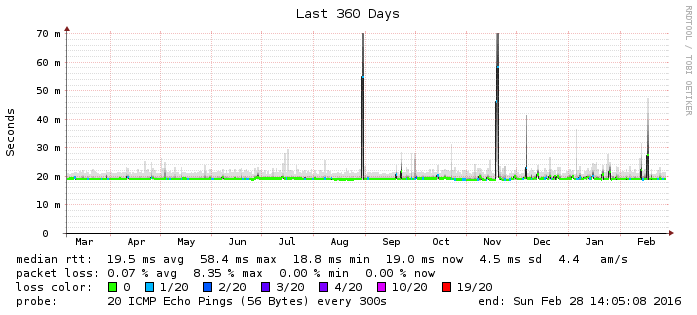 Last 360 Days
RRDTOOL / TOBI OETIKER
Seconds
70 m
60 m
50 m
40 m
30 m
20 m
10 m
0
Mar Apr May Jun Jul Aug Sep Oct Nov Dec Jan Feb
median rtt: 19.5 ms avg 58.4 ms max 18.8 ms min 19.0 ms now 4.5 ms sd 4.4 am/s
packet loss: 0.07 % avg 8.35 % max 0.00 % min 0.00 % now
loss color: 0 1/20 2/20 3/20 4/20 10/20 19/20
probe: 20 ICMP Echo Pings (56 Bytes) every 300s end: Sun Feb 28 14:05:08 2016